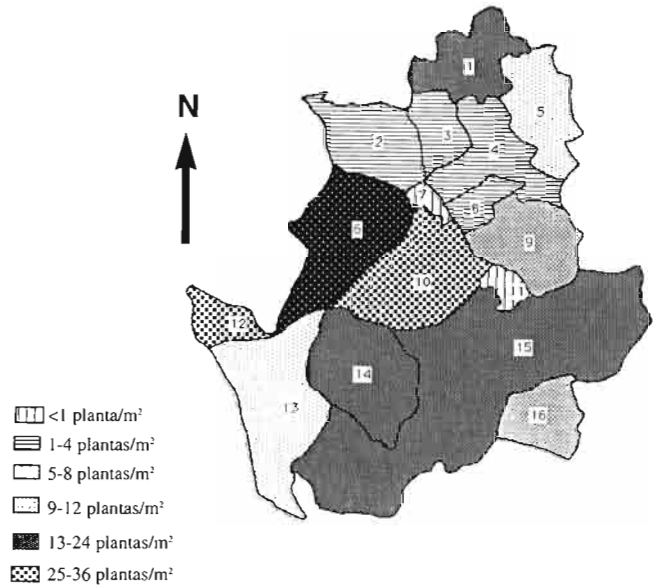 1
N
5
3
2
4
7
8
6
9
10
11
12
15
14
13
16
<1 planta/m²
1-4 plantas/m²
5-8 plantas/m²
9-12 plantas/m²
13-24 plantas/m²
25-36 plantas/m²